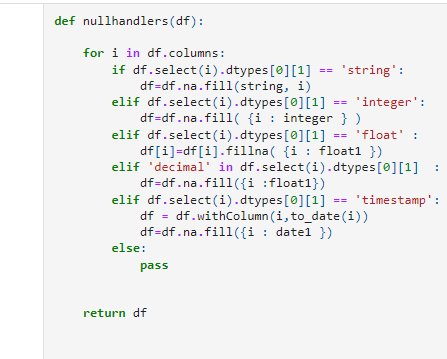 def nullhandlers(df):
for i in df.columns:
if df.select(i).dtypes[0][1] == 'string':
df=df.na.fill(string, i)
elif df.select(i).dtypes[0][1] == 'integer':
df=df.na.fill( {i : integer } )
elif df.select(i).dtypes[0][1] == 'float' :
df[i]=df[i].fillna( {i : float1 })
elif 'decimal' in df.select(i).dtypes[0][1] :
df=df.na.fill({i :float1})
elif df.select(i).dtypes[0][1] == 'timestamp':
df = df.withColumn(i,to_date(i))
df=df.na.fill({i : date1 })
else:
pass
return df